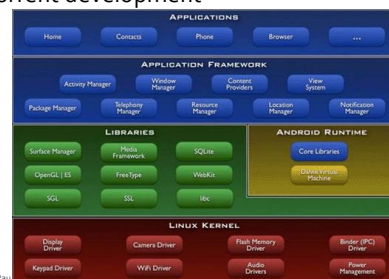 current development
APPLICATIONS
Home Contacts Phone Browser ...
APPLICATION FRAMEWORK
Activity Manager Window Manager Content Providers View System
Package Manager Telephony Manager Resource Manager Location Manager Notification Manager
LIBRARIES
Surface Manager Media Framework SQLite
OpenGL | ES FreeType WebKit
SGL SSL libc
ANDROID RUNTIME
Core Libraries
Dalvik Virtual Machine
LINUX KERNEL
Display Driver Camera Driver Flash Memory Driver Binder (IPC) Driver
Keypad Driver WiFi Driver Audio Drivers Power Management